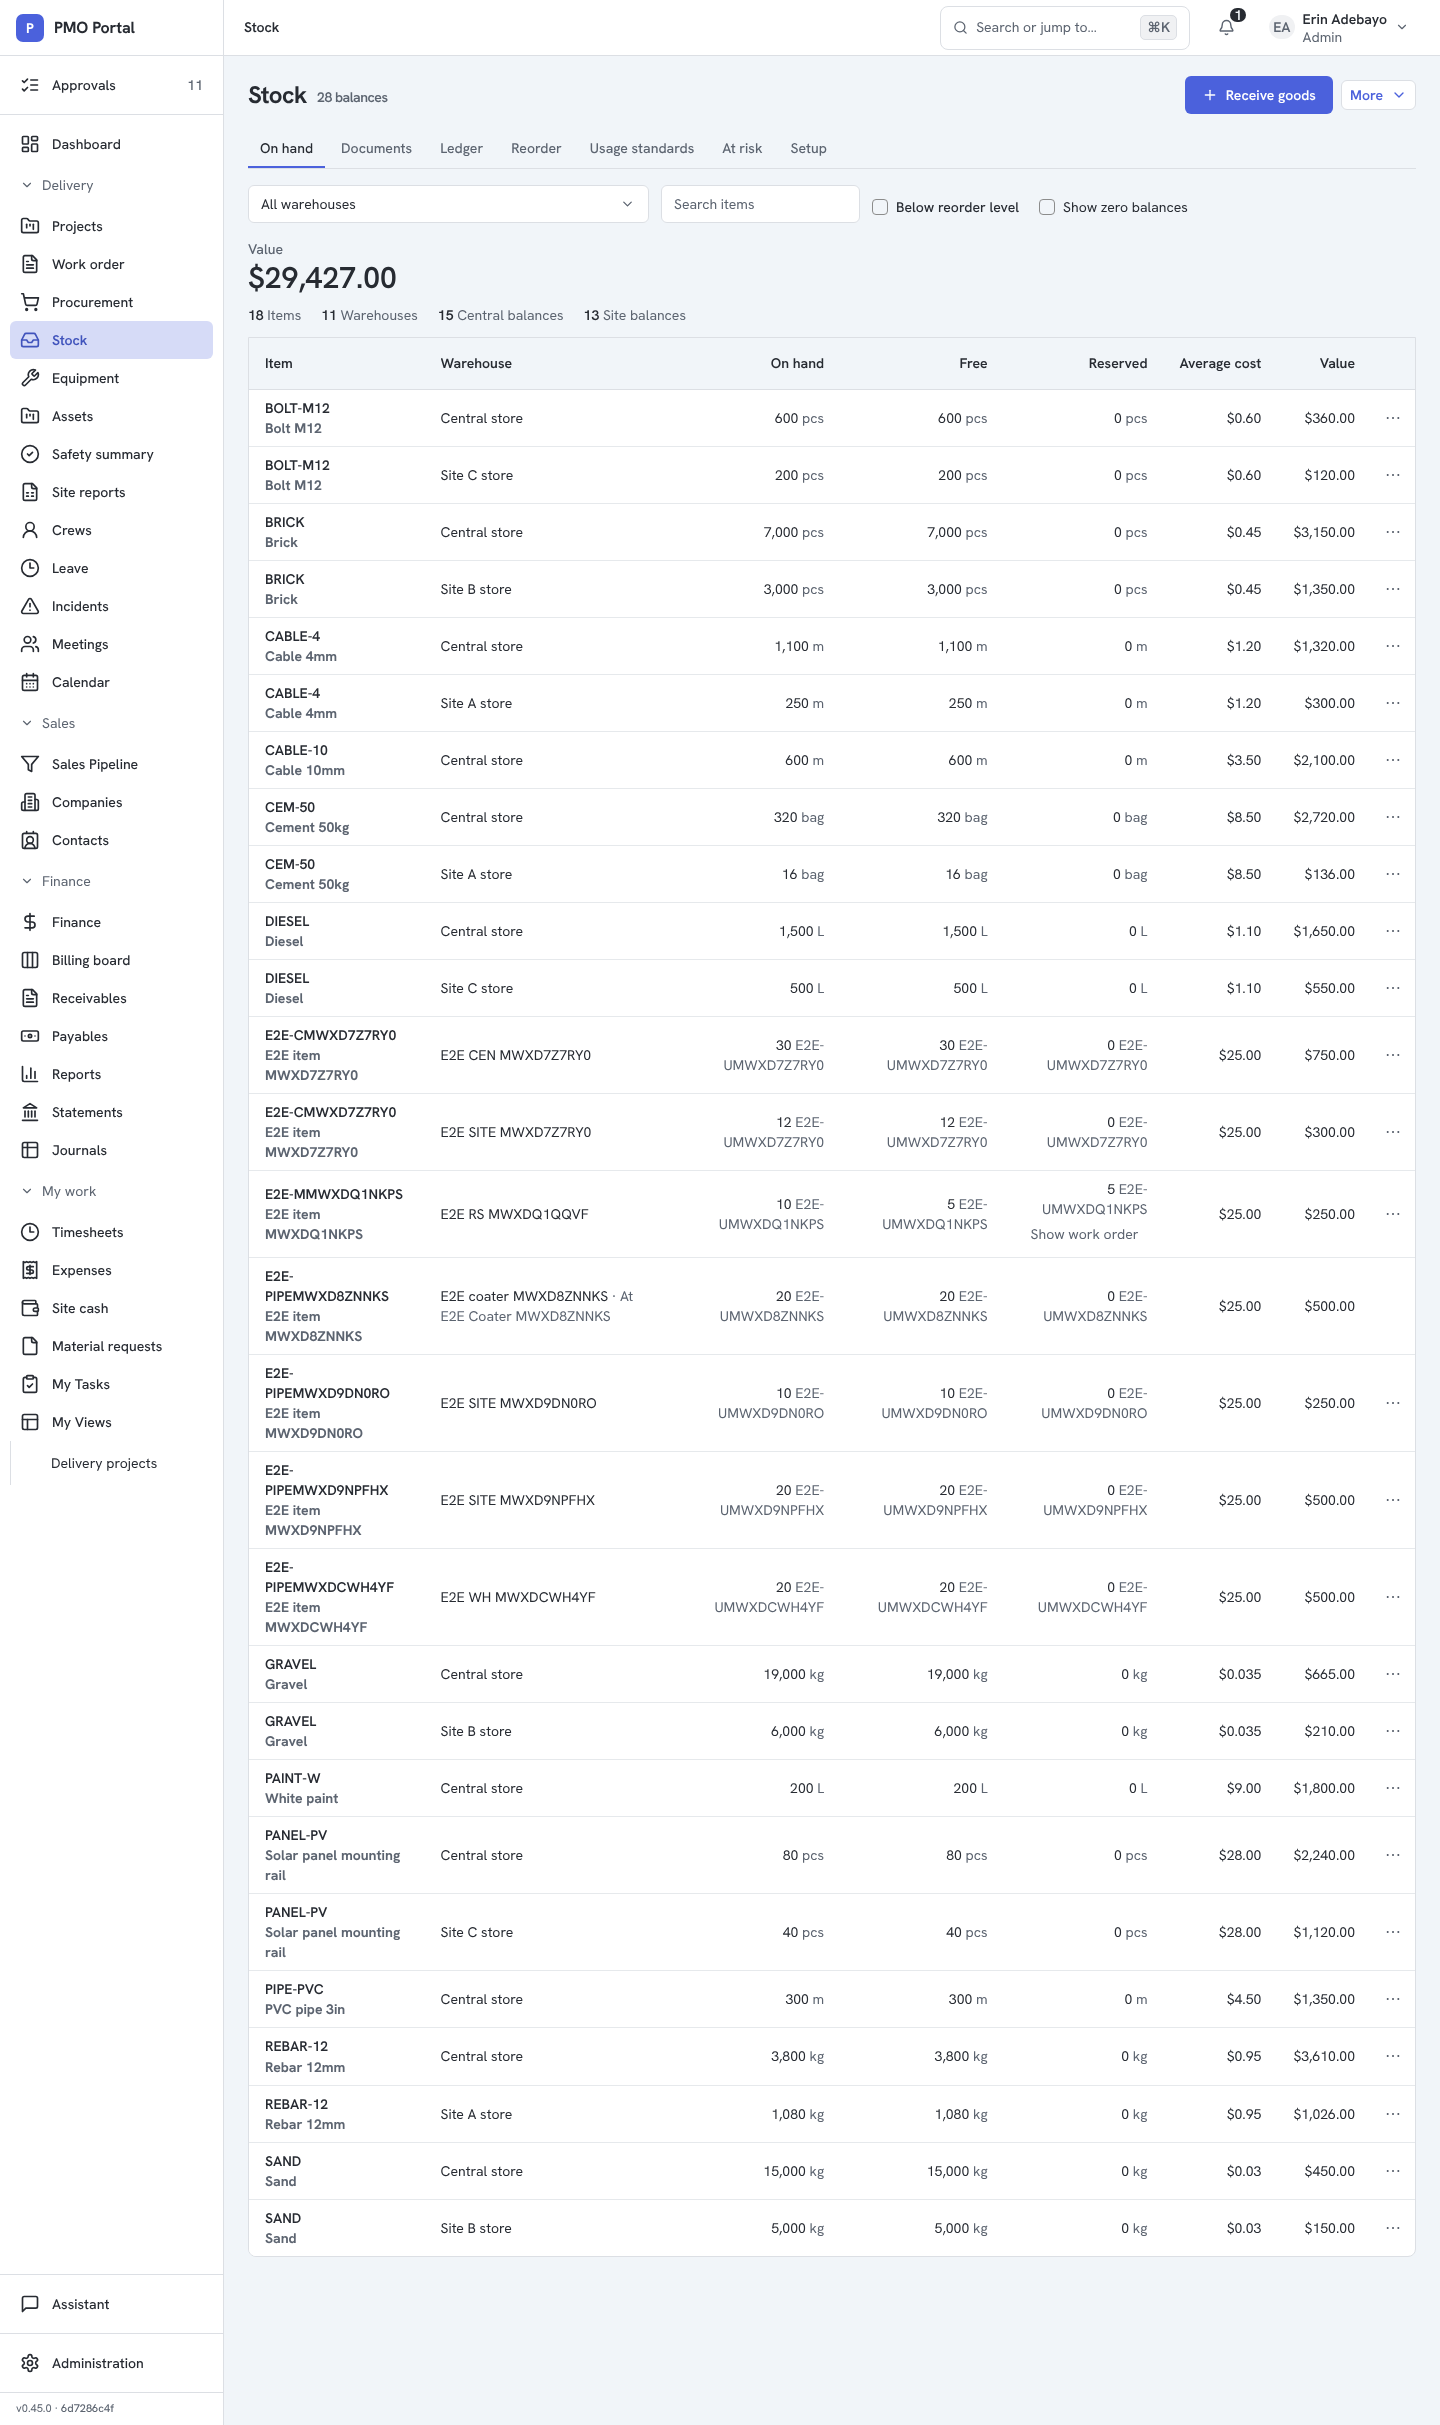 P PMO Portal
Stock
Search or jump to... ⌘K
1
EA Erin Adebayo
Admin
Approvals 11
Dashboard
Delivery
Projects
Work order
Procurement
Stock
Equipment
Assets
Safety summary
Site reports
Crews
Leave
Incidents
Meetings
Calendar
Sales
Sales Pipeline
Companies
Contacts
Finance
Finance
Billing board
Receivables
Payables
Reports
Statements
Journals
My work
Timesheets
Expenses
Site cash
Material requests
My Tasks
My Views
Delivery projects
Assistant
Administration
v0.45.0 · 6d7286c4f
Stock 28 balances
+ Receive goods
More
On hand Documents Ledger Reorder Usage standards At risk Setup
All warehouses
Search items
Below reorder level
Show zero balances
Value
$29,427.00
18 Items 11 Warehouses 15 Central balances 13 Site balances
Item Warehouse On hand Free Reserved Average cost Value
BOLT-M12
Bolt M12
Central store 600 pcs 600 pcs 0 pcs $0.60 $360.00 ...
BOLT-M12
Bolt M12
Site C store 200 pcs 200 pcs 0 pcs $0.60 $120.00 ...
BRICK
Brick
Central store 7,000 pcs 7,000 pcs 0 pcs $0.45 $3,150.00 ...
BRICK
Brick
Site B store 3,000 pcs 3,000 pcs 0 pcs $0.45 $1,350.00 ...
CABLE-4
Cable 4mm
Central store 1,100 m 1,100 m 0 m $1.20 $1,320.00 ...
CABLE-4
Cable 4mm
Site A store 250 m 250 m 0 m $1.20 $300.00 ...
CABLE-10
Cable 10mm
Central store 600 m 600 m 0 m $3.50 $2,100.00 ...
CEM-50
Cement 50kg
Central store 320 bag 320 bag 0 bag $8.50 $2,720.00 ...
CEM-50
Cement 50kg
Site A store 16 bag 16 bag 0 bag $8.50 $136.00 ...
DIESEL
Diesel
Central store 1,500 L 1,500 L 0 L $1.10 $1,650.00 ...
DIESEL
Diesel
Site C store 500 L 500 L 0 L $1.10 $550.00 ...
E2E-CMWXD7Z7RY0
E2E item
MWXD7Z7RY0
E2E CEN MWXD7Z7RY0
30 E2E-
UMWXD7Z7RY0
30 E2E-
UMWXD7Z7RY0
0 E2E-
UMWXD7Z7RY0
$25.00 $750.00 ...
E2E-CMWXD7Z7RY0
E2E item
MWXD7Z7RY0
E2E SITE MWXD7Z7RY0
12 E2E-
UMWXD7Z7RY0
12 E2E-
UMWXD7Z7RY0
0 E2E-
UMWXD7Z7RY0
$25.00 $300.00 ...
E2E-MMWXDQ1NKPS
E2E item
MWXDQ1NKPS
E2E RS MWXDQ1QQVF
10 E2E-
UMWXDQ1NKPS
5 E2E-
UMWXDQ1NKPS
5 E2E-
UMWXDQ1NKPS
Show work order
$25.00 $250.00 ...
E2E-
PIPEMWXD8ZNNKS
E2E item
MWXD8ZNNKS
E2E coater MWXD8ZNNKS · At
E2E Coater MWXD8ZNNKS
20 E2E-
UMWXD8ZNNKS
20 E2E-
UMWXD8ZNNKS
0 E2E-
UMWXD8ZNNKS
$25.00 $500.00
E2E-
PIPEMWXD9DN0RO
E2E item
MWXD9DN0RO
E2E SITE MWXD9DN0RO
10 E2E-
UMWXD9DN0RO
10 E2E-
UMWXD9DN0RO
0 E2E-
UMWXD9DN0RO
$25.00 $250.00 ...
E2E-
PIPEMWXD9NPFHX
E2E item
MWXD9NPFHX
E2E SITE MWXD9NPFHX
20 E2E-
UMWXD9NPFHX
20 E2E-
UMWXD9NPFHX
0 E2E-
UMWXD9NPFHX
$25.00 $500.00 ...
E2E-
PIPEMWXDCWH4YF
E2E item
MWXDCWH4YF
E2E WH MWXDCWH4YF
20 E2E-
UMWXDCWH4YF
20 E2E-
UMWXDCWH4YF
0 E2E-
UMWXDCWH4YF
$25.00 $500.00 ...
GRAVEL
Gravel
Central store 19,000 kg 19,000 kg 0 kg $0.035 $665.00 ...
GRAVEL
Gravel
Site B store 6,000 kg 6,000 kg 0 kg $0.035 $210.00 ...
PAINT-W
White paint
Central store 200 L 200 L 0 L $9.00 $1,800.00 ...
PANEL-PV
Solar panel mounting
rail
Central store 80 pcs 80 pcs 0 pcs $28.00 $2,240.00 ...
PANEL-PV
Solar panel mounting
rail
Site C store 40 pcs 40 pcs 0 pcs $28.00 $1,120.00 ...
PIPE-PVC
PVC pipe 3in
Central store 300 m 300 m 0 m $4.50 $1,350.00 ...
REBAR-12
Rebar 12mm
Central store 3,800 kg 3,800 kg 0 kg $0.95 $3,610.00 ...
REBAR-12
Rebar 12mm
Site A store 1,080 kg 1,080 kg 0 kg $0.95 $1,026.00 ...
SAND
Sand
Central store 15,000 kg 15,000 kg 0 kg $0.03 $450.00 ...
SAND
Sand
Site B store 5,000 kg 5,000 kg 0 kg $0.03 $150.00 ...